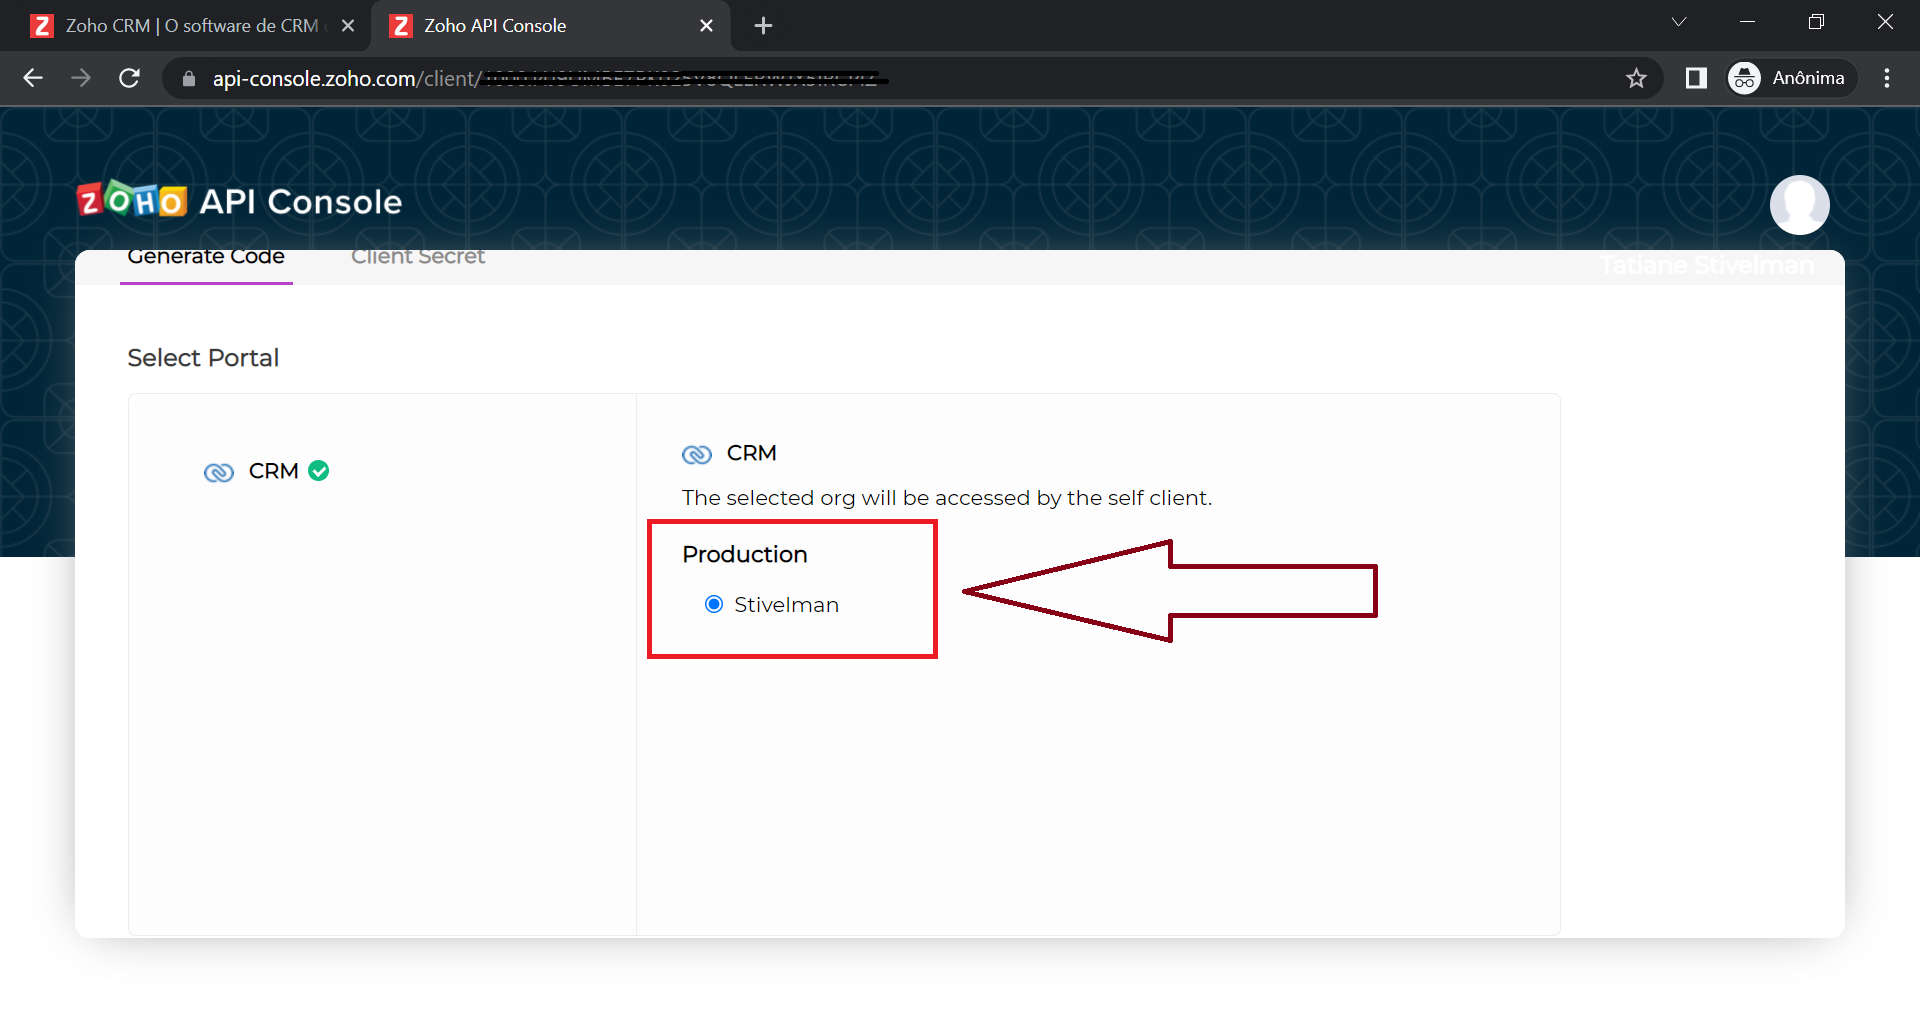 Zoho CRM | O software de CRM
Zoho API Console
api-console.zoho.com/client/
Anônima
ZOHO API Console
Generate Code
Client Secret
Tatiane Stivelman
Select Portal
CRM
CRM
The selected org will be accessed by the self client.
Production
Stivelman